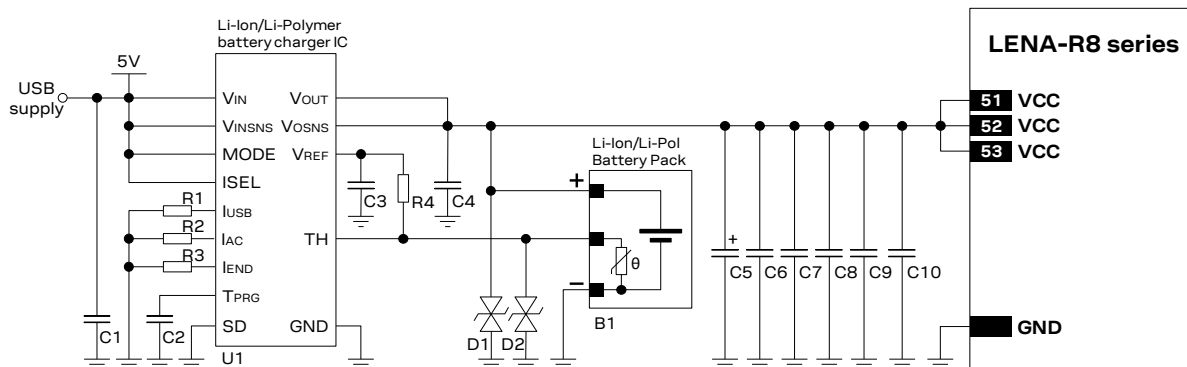 Li-Ion/Li-Polymer
battery charger IC
LENA-R8 series
5V
USB
supply
VIN
VOUT
VINSNS
VOSNS
MODE
VREF
ISEL
R1
IUSB
R2
IAC
TH
R3
IEND
TPRG
SD
GND
U1
C1
C2
C3
R4
C4
Li-Ion/Li-Pol
Battery Pack
+
θ
–
B1
D1
D2
+
C5
C6
C7
C8
C9
C10
51 VCC
52 VCC
53 VCC
GND